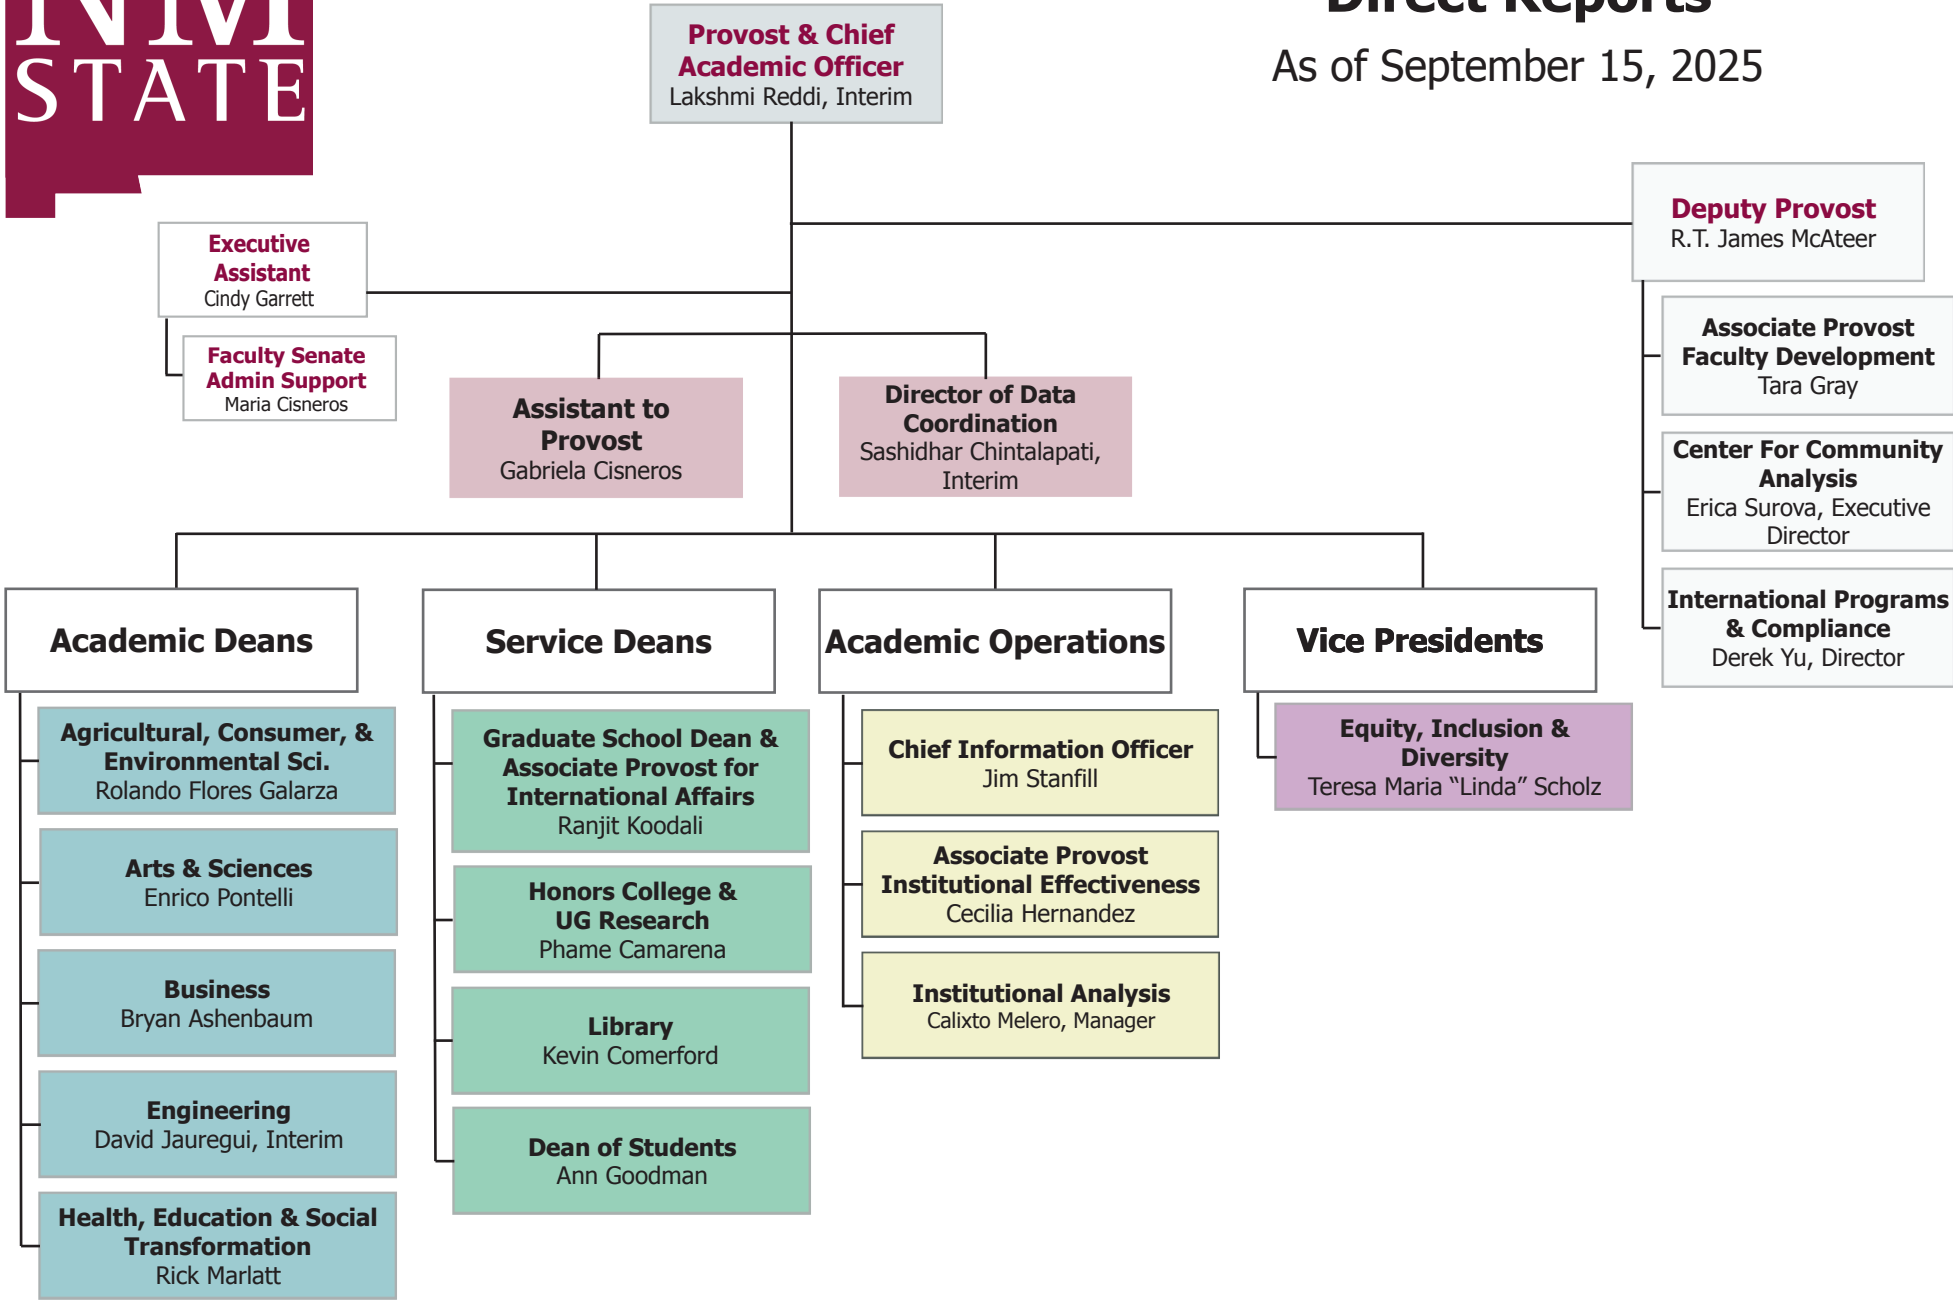 NM
STATE
Direct Reports
As of September 15, 2025
Provost & Chief
Academic Officer
Lakshmi Reddi, Interim
Deputy Provost
R.T. James McAteer
Executive
Assistant
Cindy Garrett
Faculty Senate
Admin Support
Maria Cisneros
Assistant to
Provost
Gabriela Cisneros
Director of Data
Coordination
Sashidhar Chintalapati,
Interim
Associate Provost
Faculty Development
Tara Gray
Center For Community
Analysis
Erica Surova, Executive
Director
International Programs
& Compliance
Derek Yu, Director
Academic Deans
Agricultural, Consumer, &
Environmental Sci.
Rolando Flores Galarza
Arts & Sciences
Enrico Pontelli
Business
Bryan Ashenbaum
Engineering
David Jauregui, Interim
Health, Education & Social
Transformation
Rick Marlatt
Service Deans
Graduate School Dean &
Associate Provost for
International Affairs
Ranjit Koodali
Honors College &
UG Research
Phame Camarena
Library
Kevin Comerford
Dean of Students
Ann Goodman
Academic Operations
Chief Information Officer
Jim Stanfill
Associate Provost
Institutional Effectiveness
Cecilia Hernandez
Institutional Analysis
Calixto Melero, Manager
Vice Presidents
Equity, Inclusion &
Diversity
Teresa Maria “Linda” Scholz